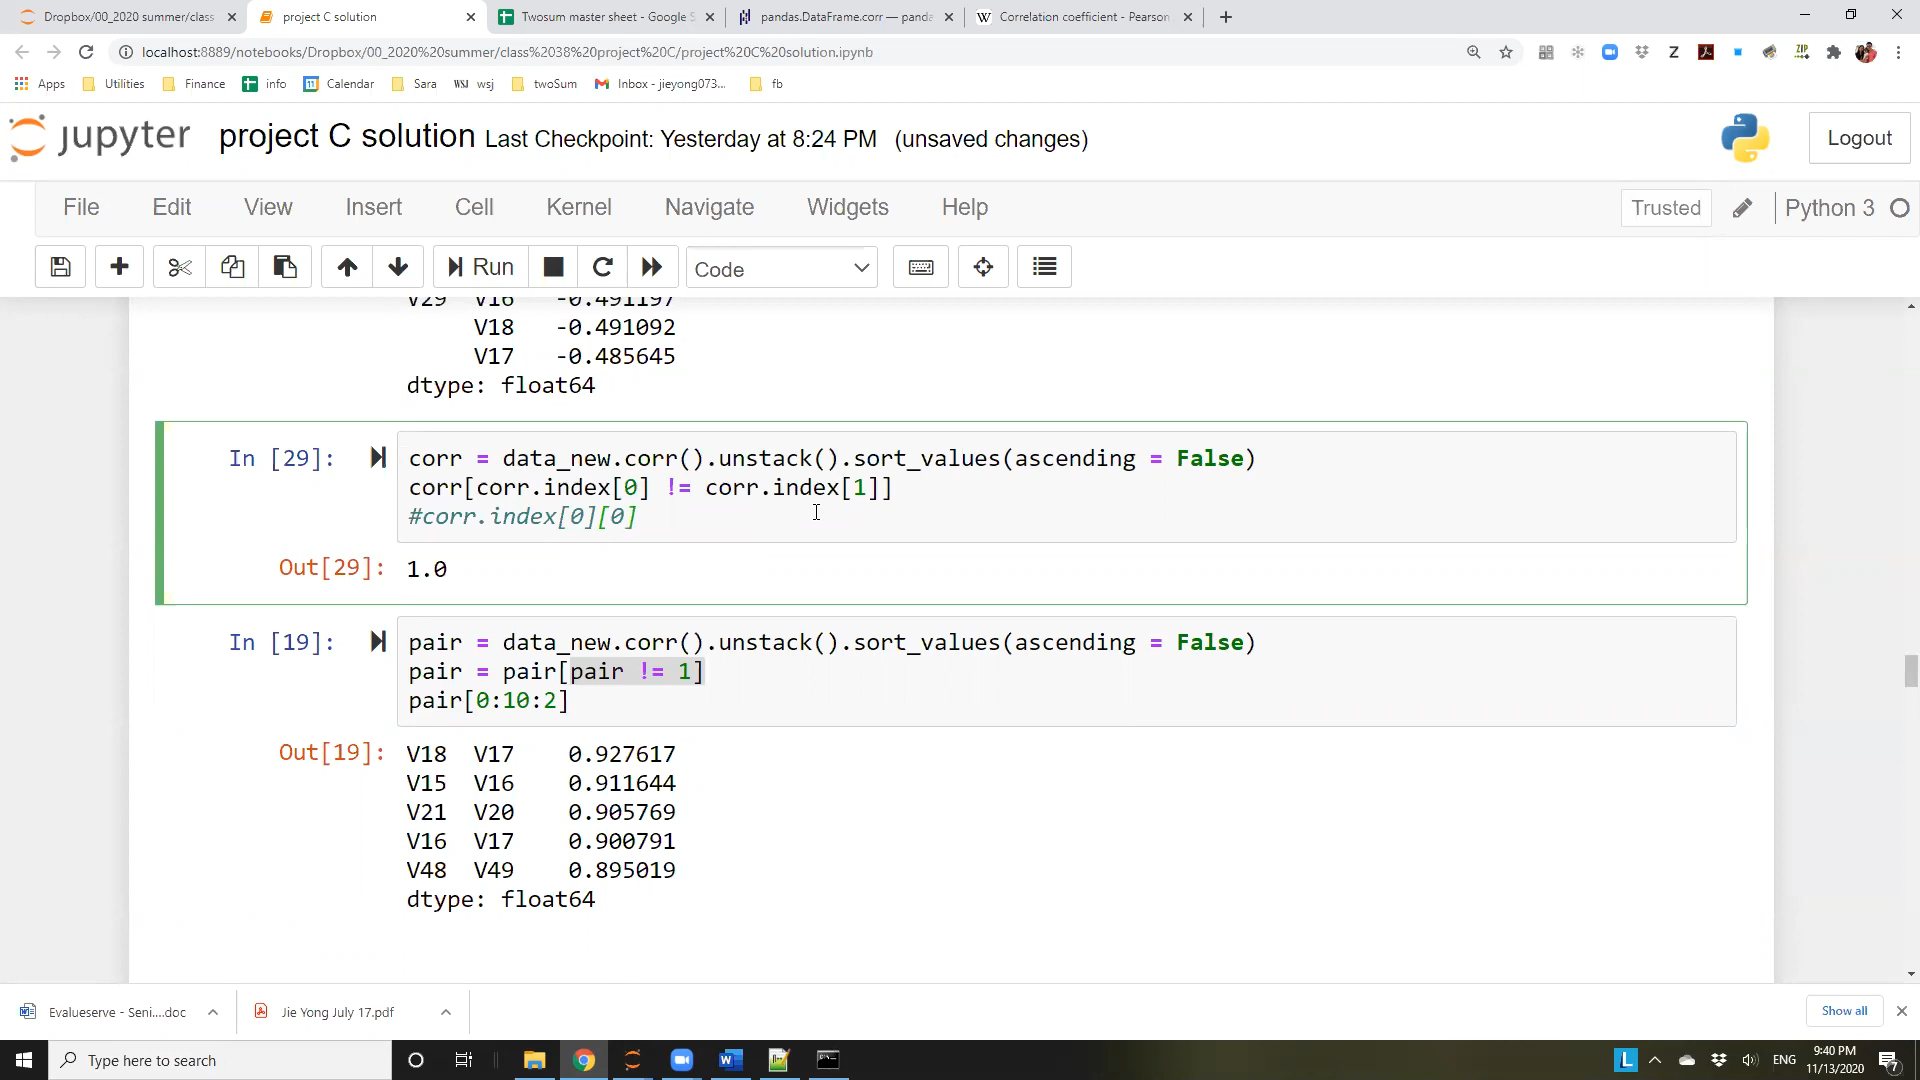 Dropbox/00_2020 summer/class
project C solution
Twosum master sheet - Google S
pandas.DataFrame.corr — panda
Correlation coefficient - Pearson
localhost:8889/notebooks/Dropbox/00_2020%20summer/class%2038%20project%20C/project%20C%20solution.ipynb
Apps
Utilities
Finance
info
Calendar
Sara
WSJ wsj
twoSum
Inbox - jieyong073...
fb
jupyter project C solution Last Checkpoint: Yesterday at 8:24 PM (unsaved changes)
Logout
File Edit View Insert Cell Kernel Navigate Widgets Help
Trusted
Python 3
Run
Code
V29 V16 -0.491197
V18 -0.491092
V17 -0.485645
dtype: float64
In [29]: corr = data_new.corr().unstack().sort_values(ascending = False)
corr[corr.index[0] != corr.index[1]]
#corr.index[0][0]
Out[29]: 1.0
In [19]: pair = data_new.corr().unstack().sort_values(ascending = False)
pair = pair[pair != 1]
pair[0:10:2]
Out[19]: V18 V17 0.927617
V15 V16 0.911644
V21 V20 0.905769
V16 V17 0.900791
V48 V49 0.895019
dtype: float64
Evalueserve - Seni....doc
Jie Yong July 17.pdf
Show all
Type here to search
L
ENG
9:40 PM
11/13/2020
7